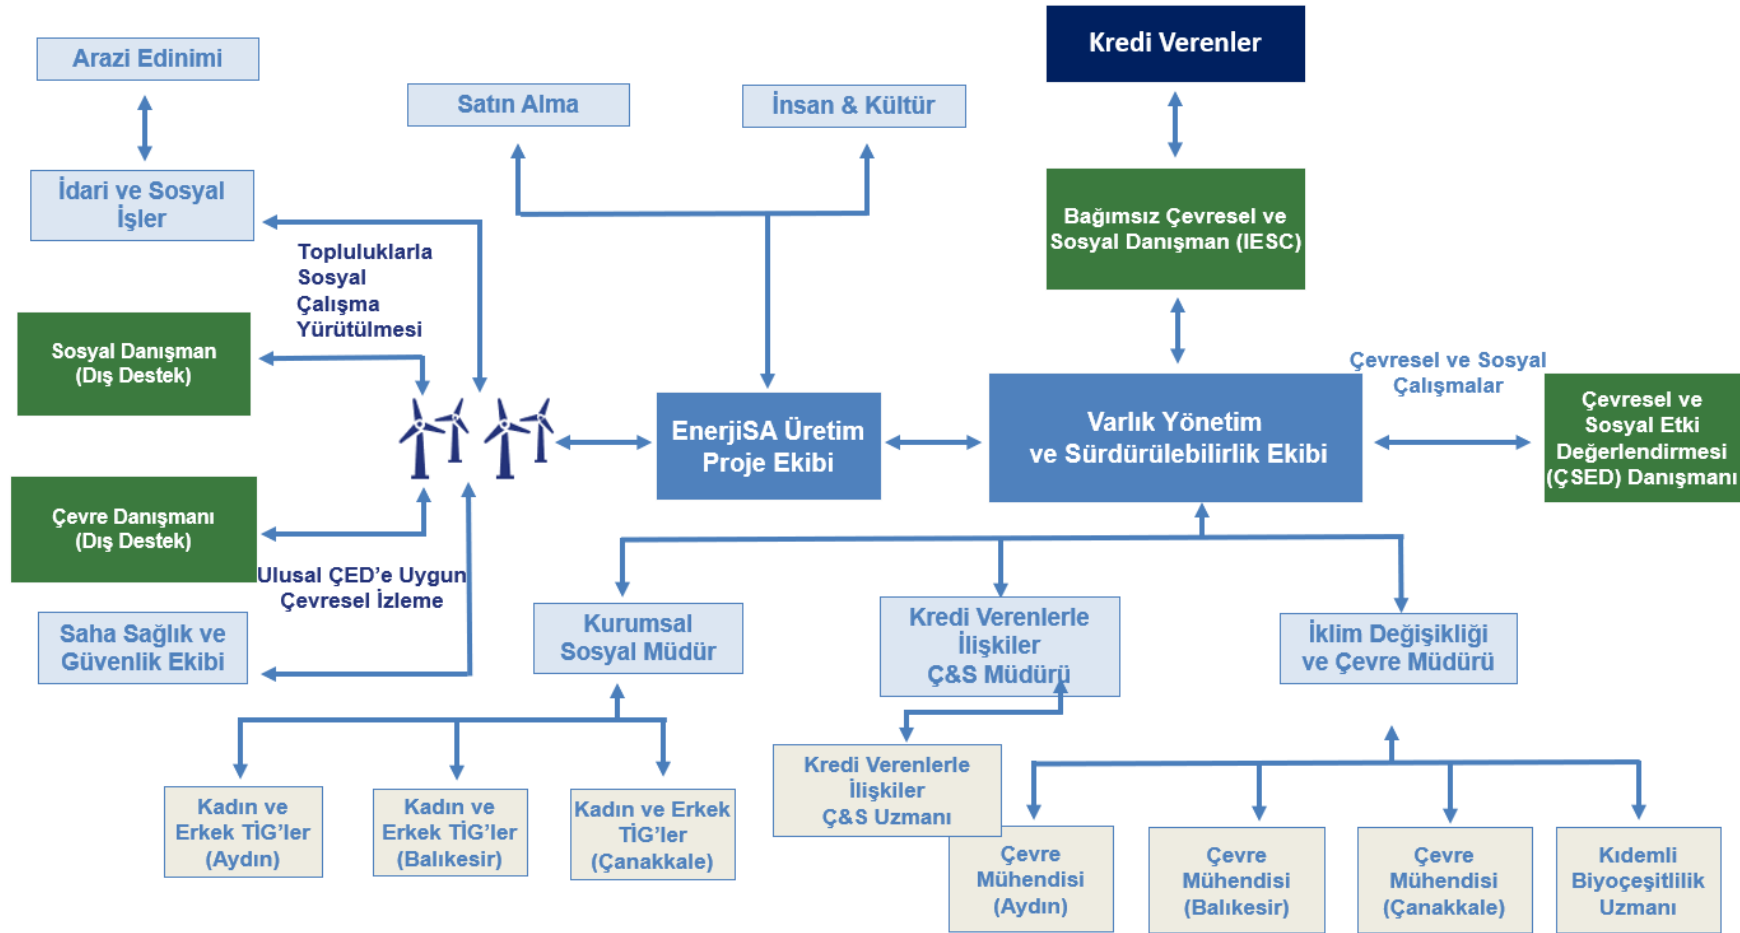 Kredi Verenler
Arazi Edinimi
Satın Alma
İnsan & Kültür
İdari ve Sosyal
İşler
Bağımsız Çevresel ve
Sosyal Danışman (IESC)
Topluluklarla
Sosyal
Çalışma
Yürütülmesi
Sosyal Danışman
(Dış Destek)
EnerjiSA Üretim
Proje Ekibi
Varlık Yönetim
ve Sürdürülebilirlik Ekibi
Çevresel ve Sosyal
Çalışmalar
Çevresel ve
Sosyal Etki
Değerlendirmesi
(ÇSED) Danışmanı
Çevre Danışmanı
(Dış Destek)
Ulusal ÇED’e Uygun
Çevresel İzleme
Saha Sağlık ve
Güvenlik Ekibi
Kurumsal
Sosyal Müdür
Kredi Verenlerle
İlişkiler
Ç&S Müdürü
İklim Değişikliği
ve Çevre Müdürü
Kadın ve
Erkek TİG’ler
(Aydın)
Kadın ve
Erkek TİG’ler
(Balıkesir)
Kadın ve Erkek
TİG’ler
(Çanakkale)
Kredi Verenlerle
İlişkiler
Ç&S Uzmanı
Çevre
Mühendisi
(Aydın)
Çevre
Mühendisi
(Balıkesir)
Çevre
Mühendisi
(Çanakkale)
Kıdemli
Biyoçeşitlilik
Uzmanı